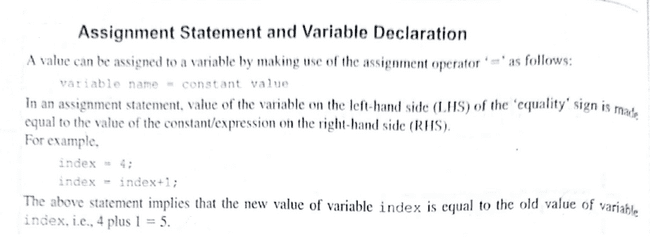 Assignment Statement and Variable Declaration
A value can be assigned to a variable by making use of the assignment operator '=' as follows:
variable name = constant value
In an assignment statement, value of the variable on the left-hand side (LHS) of the 'equality' sign is made
equal to the value of the constant/expression on the right-hand side (RHS).
For example,
index = 4;
index = index+1;
The above statement implies that the new value of variable index is equal to the old value of variable
index, i.e., 4 plus 1 = 5.